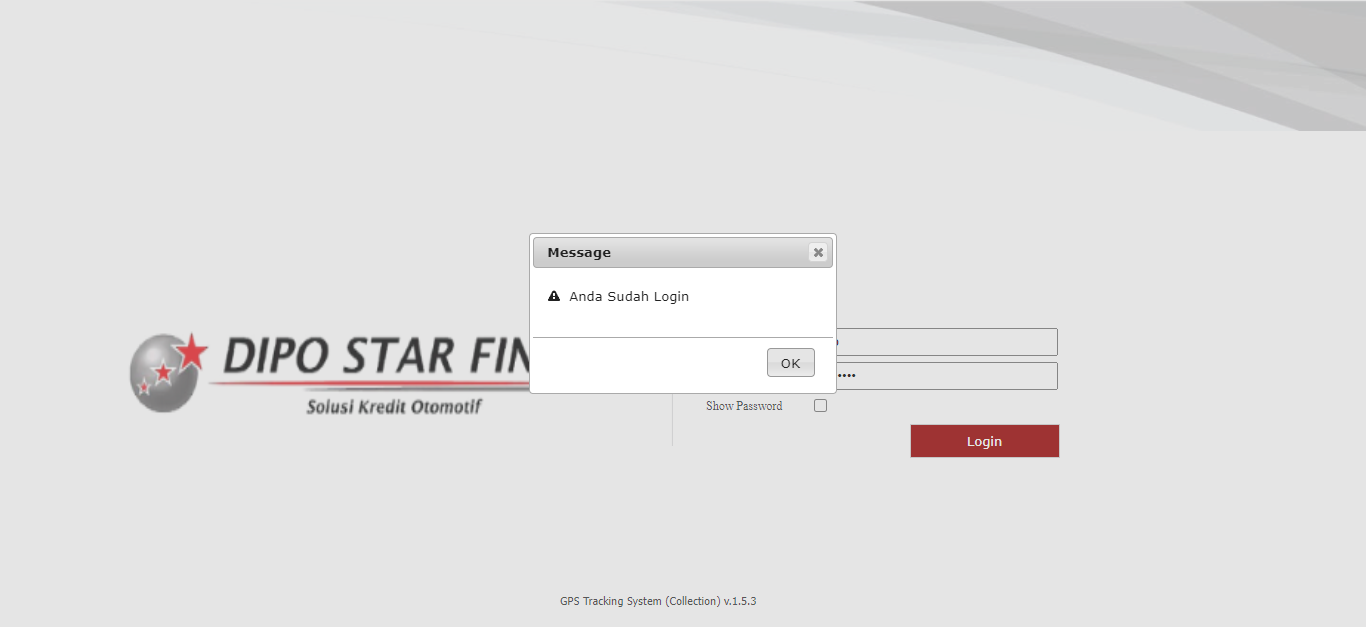 Message
Anda Sudah Login
OK
DIPO STAR
Solusi Kredit Otomotif
Show Password
Login
GPS Tracking System (Collection) v.1.5.3